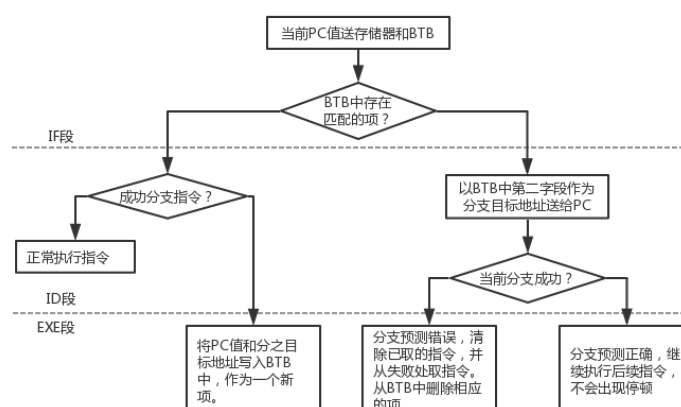 当前PC值送存储器和BTB
BTB中存在
匹配的项？
IF段
成功分支指令？
以BTB中第二字段作为
分支目标地址送给PC
正常执行指令
当前分支成功？
ID段
EXE段
将PC值和分之目
标地址写入BTB
中，作为一个新
项。
分支预测错误，清
除已取的指令，并
从失败处取指令。
从BTB中删除相应
的项
分支预测正确，继
续执行后续指令，
不会出现停顿